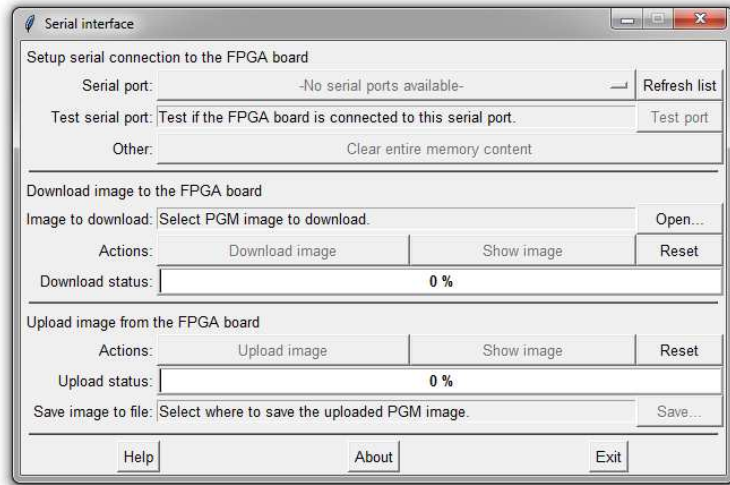 Serial interface
Setup serial connection to the FPGA board
Serial port: -No serial ports available- Refresh list
Test serial port: Test if the FPGA board is connected to this serial port. Test port
Other: Clear entire memory content
Download image to the FPGA board
Image to download: Select PGM image to download. Open...
Actions: Download image Show image Reset
Download status: 0 %
Upload image from the FPGA board
Actions: Upload image Show image Reset
Upload status: 0 %
Save image to file: Select where to save the uploaded PGM image. Save...
Help About Exit